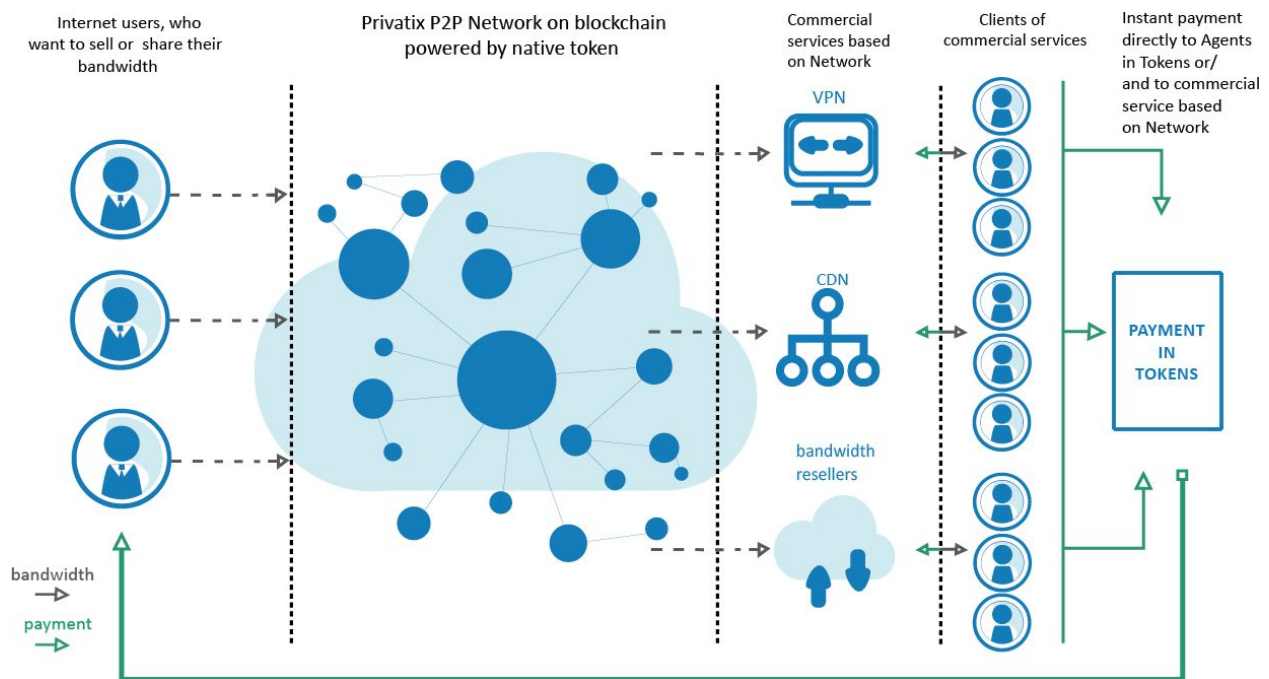 Internet users, who
want to sell or share their
bandwidth
Privatix P2P Network on blockchain
powered by native token
Commercial
services based
on Network
Clients of
commercial services
Instant payment
directly to Agents
in Tokens or/
and to commercial
service based
on Network
VPN
CDN
PAYMENT
IN
TOKENS
bandwidth
resellers
bandwidth
payment